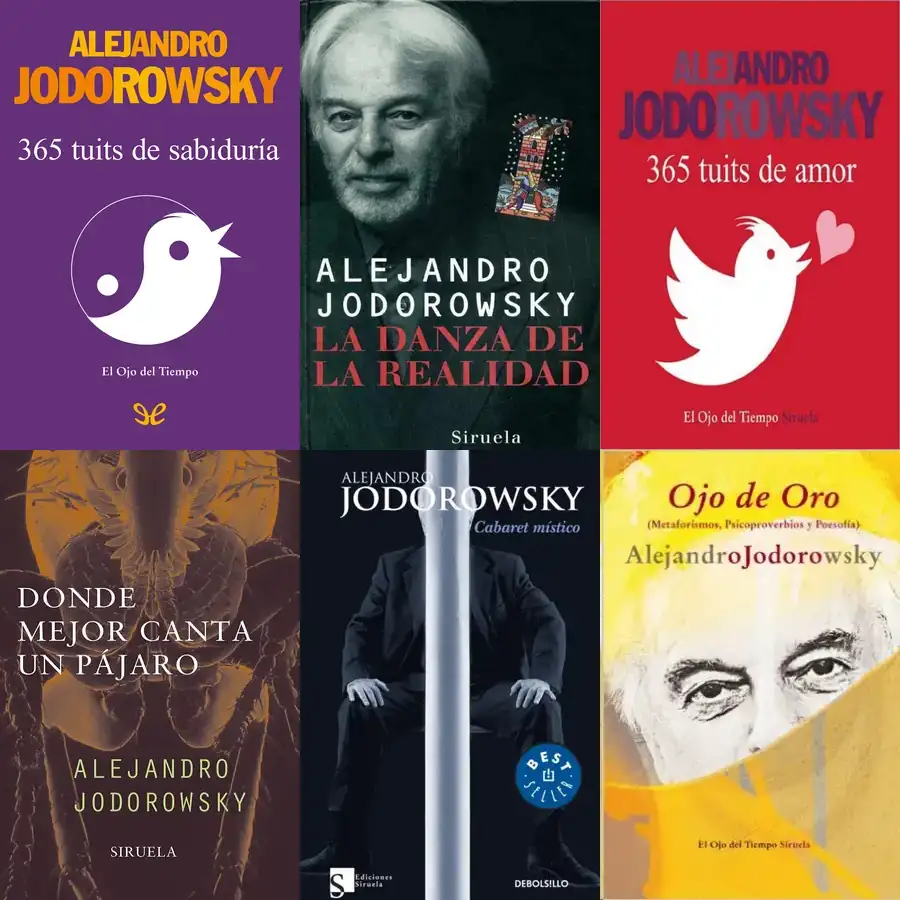 ALEJANDRO
JODOROWSKY
365 tuits de sabiduría
El Ojo del Tiempo
ALEJANDRO
JODOROWSKY
LA DANZA DE
LA REALIDAD
Siruela
ALEJANDRO
JODOROWSKY
365 tuits de amor
El Ojo del Tiempo Siruela
DONDE
MEJOR CANTA
UN PÁJARO
ALEJANDRO
JODOROWSKY
SIRUELA
ALEJANDRO
JODOROWSKY
Cabaret místico
BEST
SELLER
S Ediciones
Siruela
DEBOLS!LLO
Ojo de Oro
(Metaforismos, Psicoproverbios y Poesofía)
AlejandroJodorowsky
El Ojo del Tiempo Siruela